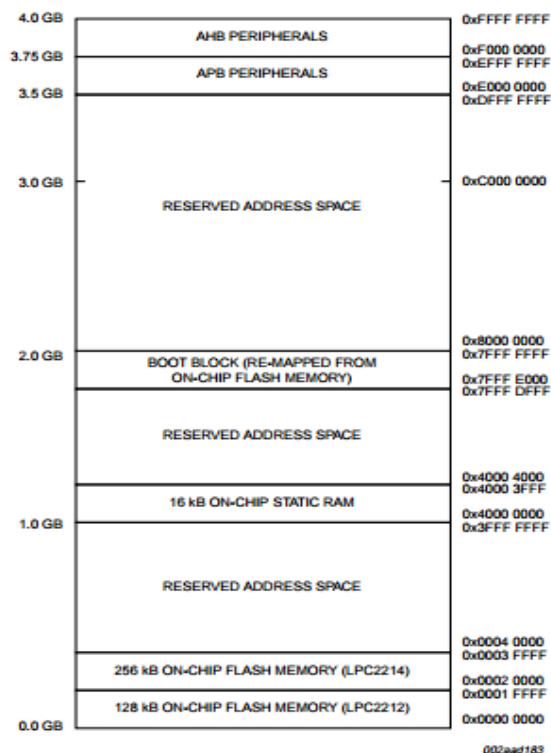 4.0 GB
0xFFFF FFFF
AHB PERIPHERALS
3.75 GB
0xF000 0000
0xEFFF FFFF
APB PERIPHERALS
3.5 GB
0xE000 0000
0xDFFF FFFF
3.0 GB
0xC000 0000
RESERVED ADDRESS SPACE
2.0 GB
0x8000 0000
0x7FFF FFFF
BOOT BLOCK (RE-MAPPED FROM
ON-CHIP FLASH MEMORY)
0x7FFF E000
0x7FFF DFFF
RESERVED ADDRESS SPACE
0x4000 4000
0x4000 3FFF
16 kB ON-CHIP STATIC RAM
1.0 GB
0x4000 0000
0x3FFF FFFF
RESERVED ADDRESS SPACE
0x0004 0000
0x0003 FFFF
256 kB ON-CHIP FLASH MEMORY (LPC2214)
0x0002 0000
0x0001 FFFF
128 kB ON-CHIP FLASH MEMORY (LPC2212)
0.0 GB
0x0000 0000
002aad183